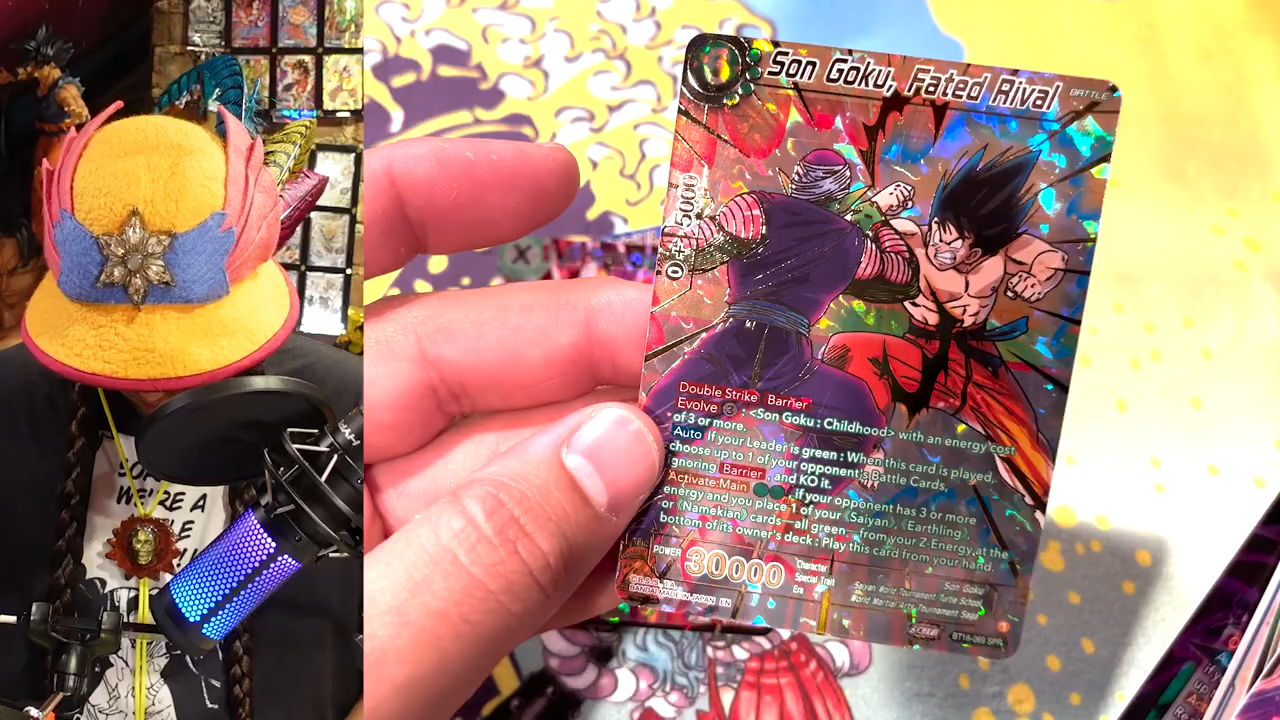 Son Goku, Fated Rival
BATTLE
0 + 5000
Double Strike Barrier
Evolve 3 : <Son Goku : Childhood> with an energy cost
of 3 or more.
Auto If your Leader is green : When this card is played,
choose up to 1 of your opponent's Battle Cards,
ignoring Barrier, and KO it.
Activate:Main , if your opponent has 3 or more
energy and you place 1 of your 《Saiyan》, 《Earthling》,
or 《Namekian》 cards—all green—from your Z-Energy at the
bottom of its owner's deck : Play this card from your hand.
POWER 30000
Character Son Goku
Special Trait Saiyan World Tournament Turtle School
Era World Martial Arts Tournament Saga
©B.S./S.,T.A.
BANDAI MADE IN JAPAN EN
BT18-069 SPR
WE'RE A